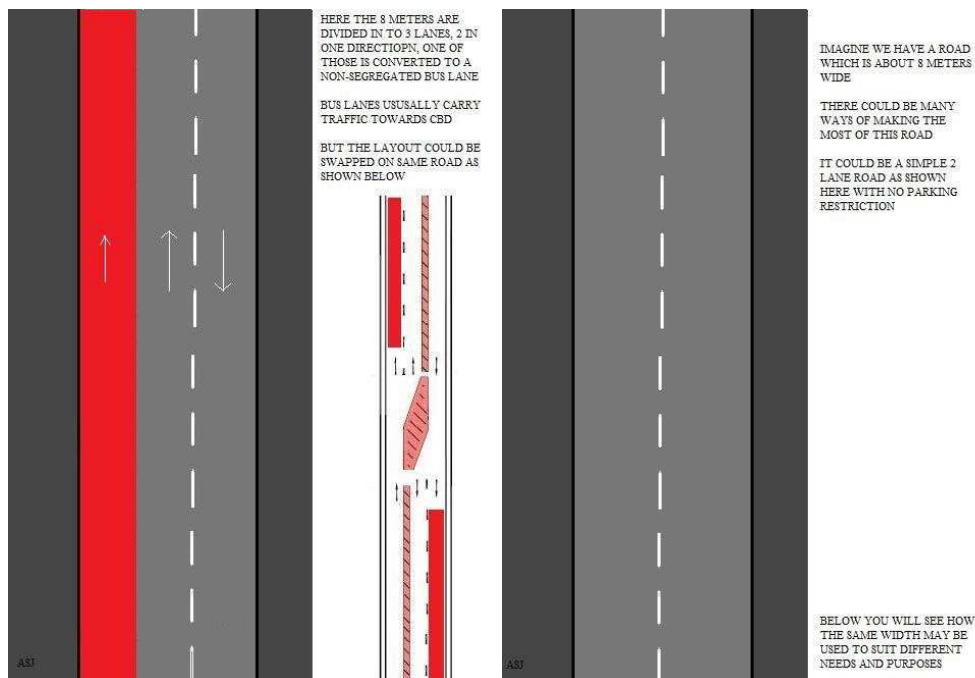 HERE THE 8 METERS ARE
DIVIDED IN TO 3 LANES, 2 IN
ONE DIRECTIOPN, ONE OF
THOSE IS CONVERTED TO A
NON-SEGREGATED BUS LANE
BUS LANES USUSALLY CARRY
TRAFFIC TOWARDS CBD
BUT THE LAYOUT COULD BE
SWAPPED ON SAME ROAD AS
SHOWN BELOW
ASJ
IMAGINE WE HAVE A ROAD
WHICH IS ABOUT 8 METERS
WIDE
THERE COULD BE MANY
WAYS OF MAKING THE
MOST OF THIS ROAD
IT COULD BE A SIMPLE 2
LANE ROAD AS SHOWN
HERE WITH NO PARKING
RESTRICTION
BELOW YOU WILL SEE HOW
THE SAME WIDTH MAY BE
USED TO SUIT DIFFERENT
NEEDS AND PURPOSES
ASJ